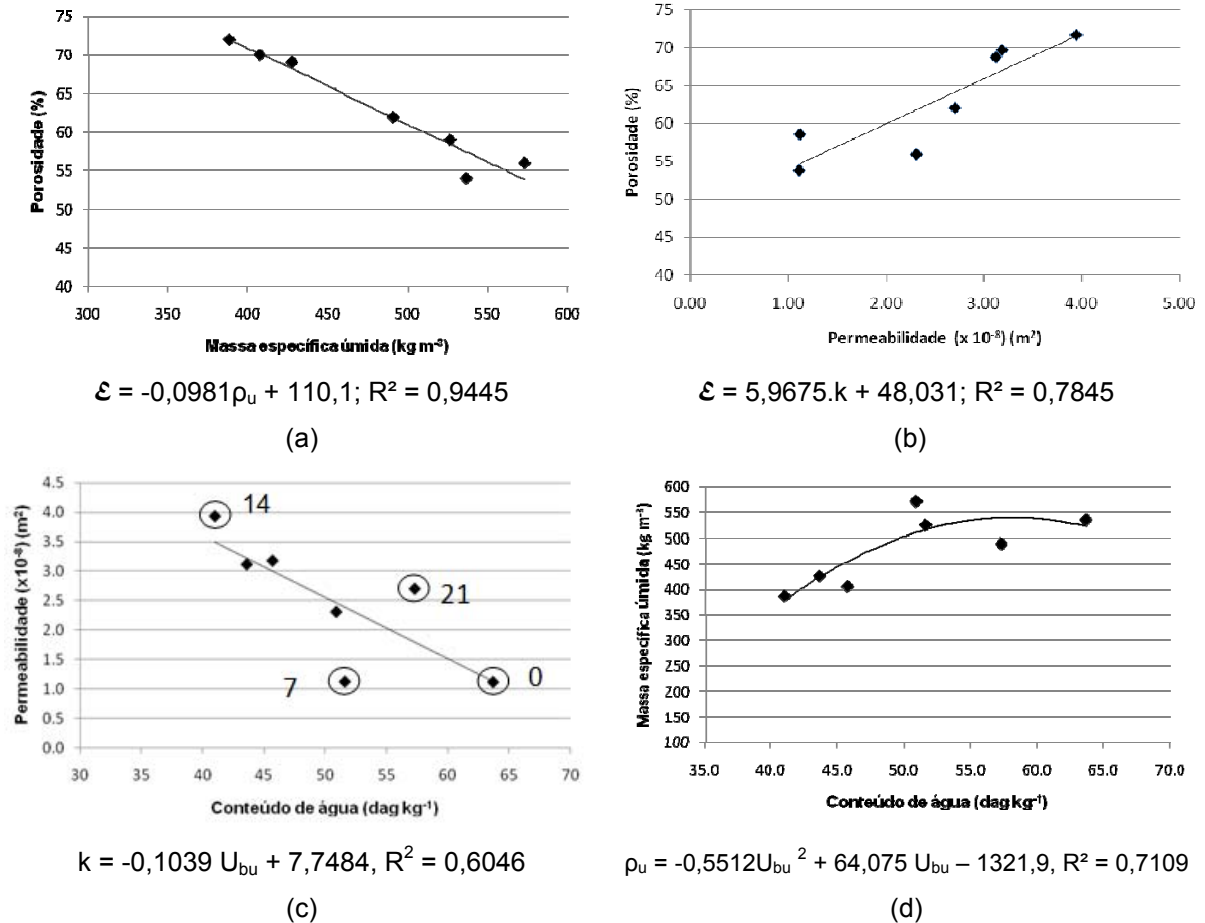 75
70
65
60
55
50
45
40
300 350 400 450 500 550 600
Porosidade (%)
Massa específica úmida (kg m⁻³)
ε = -0,0981ρu + 110,1; R² = 0,9445
(a)
75
70
65
60
55
50
45
40
0.00 1.00 2.00 3.00 4.00 5.00
Porosidade (%)
Permeabilidade (x 10⁻⁸) (m²)
ε = 5,9675.k + 48,031; R² = 0,7845
(b)
4.5
4.0
3.5
3.0
2.5
2.0
1.5
1.0
0.5
0.0
30 35 40 45 50 55 60 65 70
Permeabilidade (x10⁻⁸) (m²)
14
21
7
0
Conteúdo de água (dag kg⁻¹)
k = -0,1039 Ubu + 7,7484, R² = 0,6046
(c)
600
550
500
450
400
350
300
250
200
150
100
35.0 40.0 45.0 50.0 55.0 60.0 65.0 70.0
Massa específica úmida (kg m⁻³)
Conteúdo de água (dag kg⁻¹)
ρu = -0,5512Ubu ² + 64,075 Ubu – 1321,9, R² = 0,7109
(d)